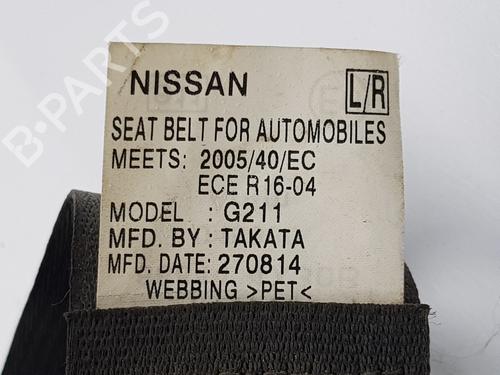 NISSAN L/R
SEAT BELT FOR AUTOMOBILES
MEETS: 2005/40/EC
ECE R16-04
MODEL : G211
MFD. BY : TAKATA
MFD. DATE: 270814
WEBBING >PET<
B-PARTS